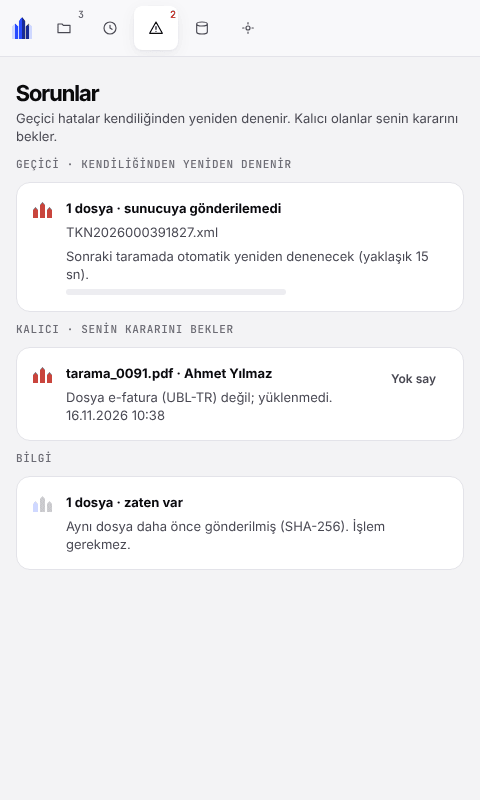 3
2
Sorunlar
Geçici hatalar kendiliğinden yeniden denenir. Kalıcı olanlar senin kararını
bekler.
GEÇİCİ · KENDİLİĞİNDEN YENİDEN DENENİR
1 dosya · sunucuya gönderilemedi
TKN2026000391827.xml
Sonraki taramada otomatik yeniden denenecek (yaklaşık 15
sn).
KALICI · SENİN KARARINI BEKLER
tarama_0091.pdf · Ahmet Yılmaz
Yok say
Dosya e-fatura (UBL-TR) değil; yüklenmedi.
16.11.2026 10:38
BİLGİ
1 dosya · zaten var
Aynı dosya daha önce gönderilmiş (SHA-256). İşlem
gerekmez.